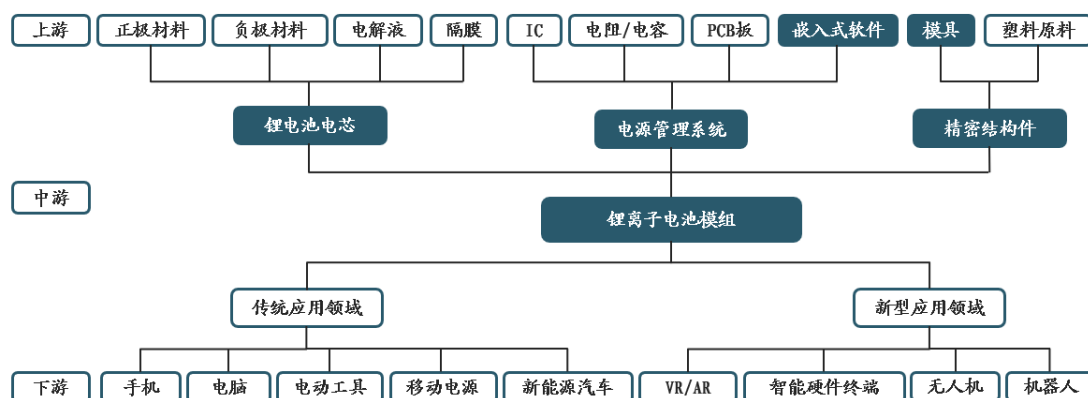 上游
正极材料
负极材料
电解液
隔膜
IC
电阻/电容
PCB板
嵌入式软件
模具
塑料原料
锂电池电芯
电源管理系统
精密结构件
中游
锂离子电池模组
传统应用领域
新型应用领域
下游
手机
电脑
电动工具
移动电源
新能源汽车
VR/AR
智能硬件终端
无人机
机器人